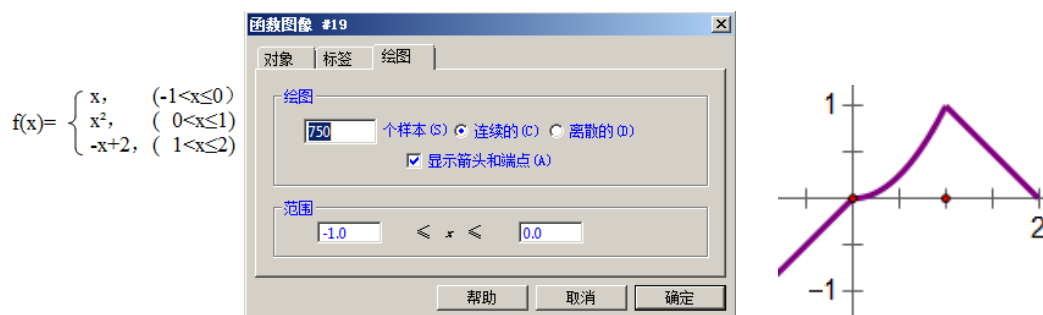 f(x)=
x, (-1<x≤0)
x², ( 0<x≤1)
-x+2, ( 1<x≤2)
函数图像 #19
对象 标签 绘图
绘图
750 个样本(S) 连续的(C) 离散的(D)
显示箭头和端点(A)
范围
-1.0 ≤ x ≤ 0.0
帮助 取消 确定
1
2
-1